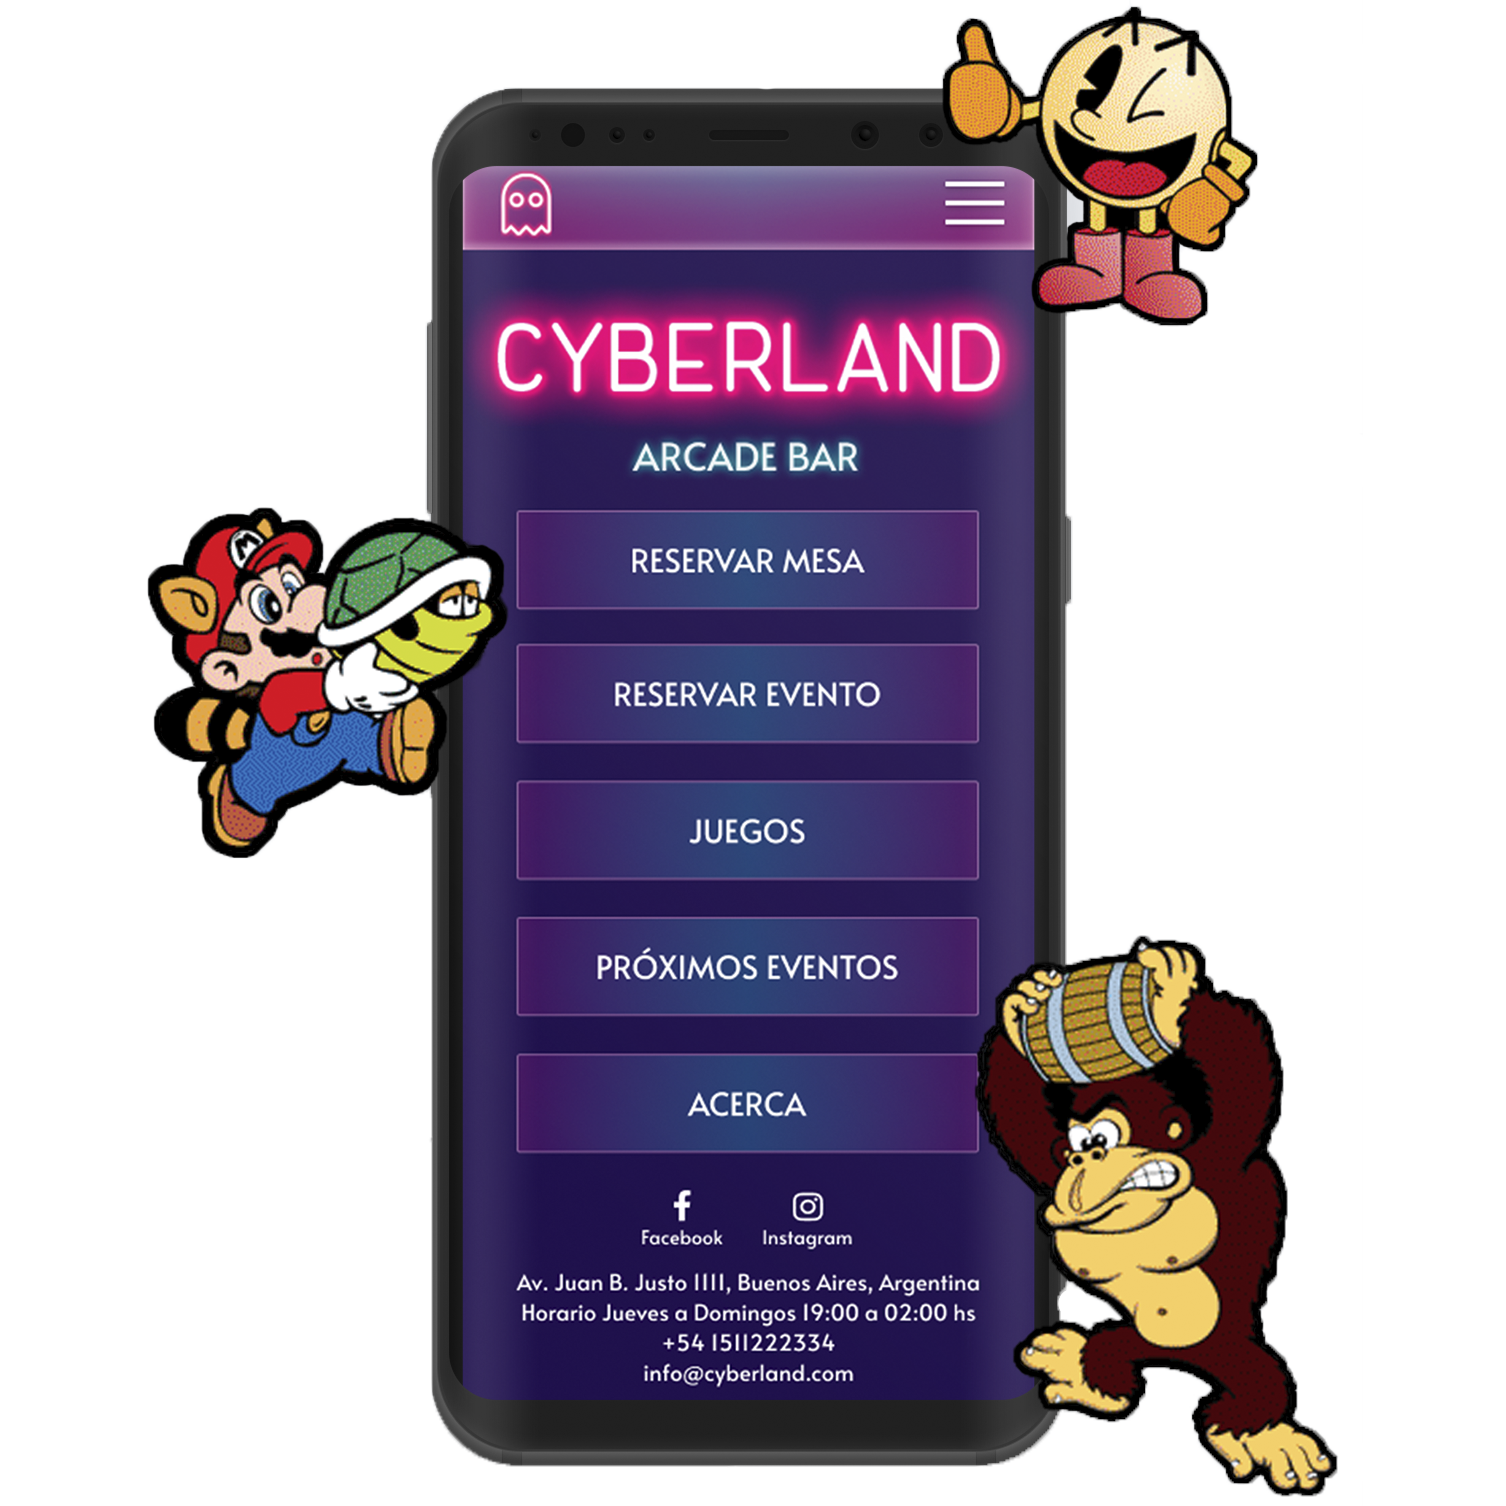 CYBERLAND
ARCADE BAR
M
RESERVAR MESA
RESERVAR EVENTO
JUEGOS
PRÓXIMOS EVENTOS
ACERCA
Facebook Instagram
Av. Juan B. Justo 1111, Buenos Aires, Argentina
Horario Jueves a Domingos 19:00 a 02:00 hs
+54 1511222334
info@cyberland.com